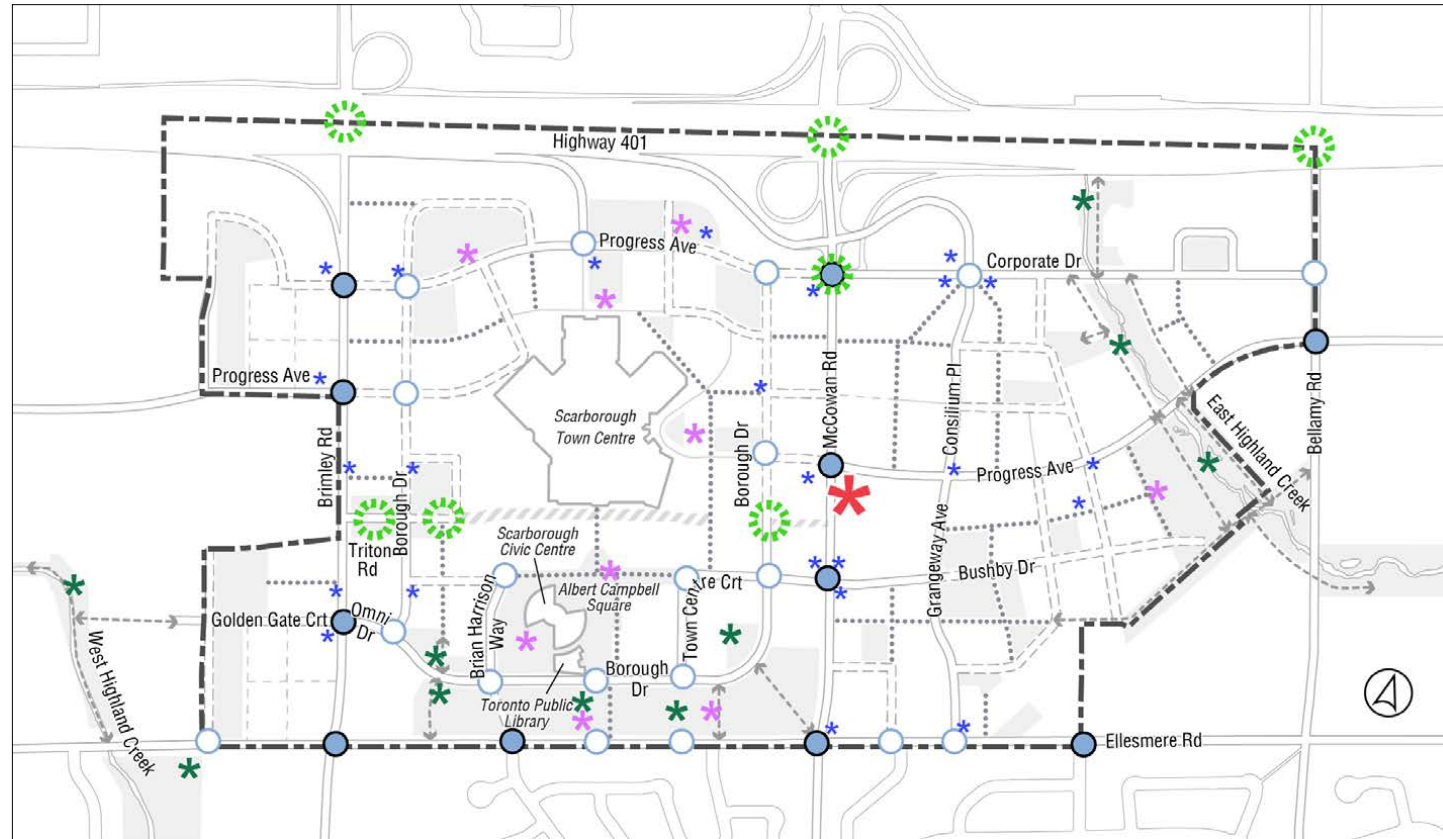 Highway 401
Progress Ave
Corporate Dr
Progress Ave
Scarborough
Town Centre
Brimley Rd
Borough Dr
Borough Dr
McCowan Rd
Consilium Pl
Progress Ave
East Highland Creek
Bellamy Rd
Triton
Rd
Scarborough
Civic Centre
Albert Campbell
Square
Town Cent
re Crt
Grangeway Ave
Bushby Dr
Golden Gate Crt
Omni
Dr
Brian Harrison
Way
Borough
Dr
Toronto Public
Library
West Highland Creek
Ellesmere Rd